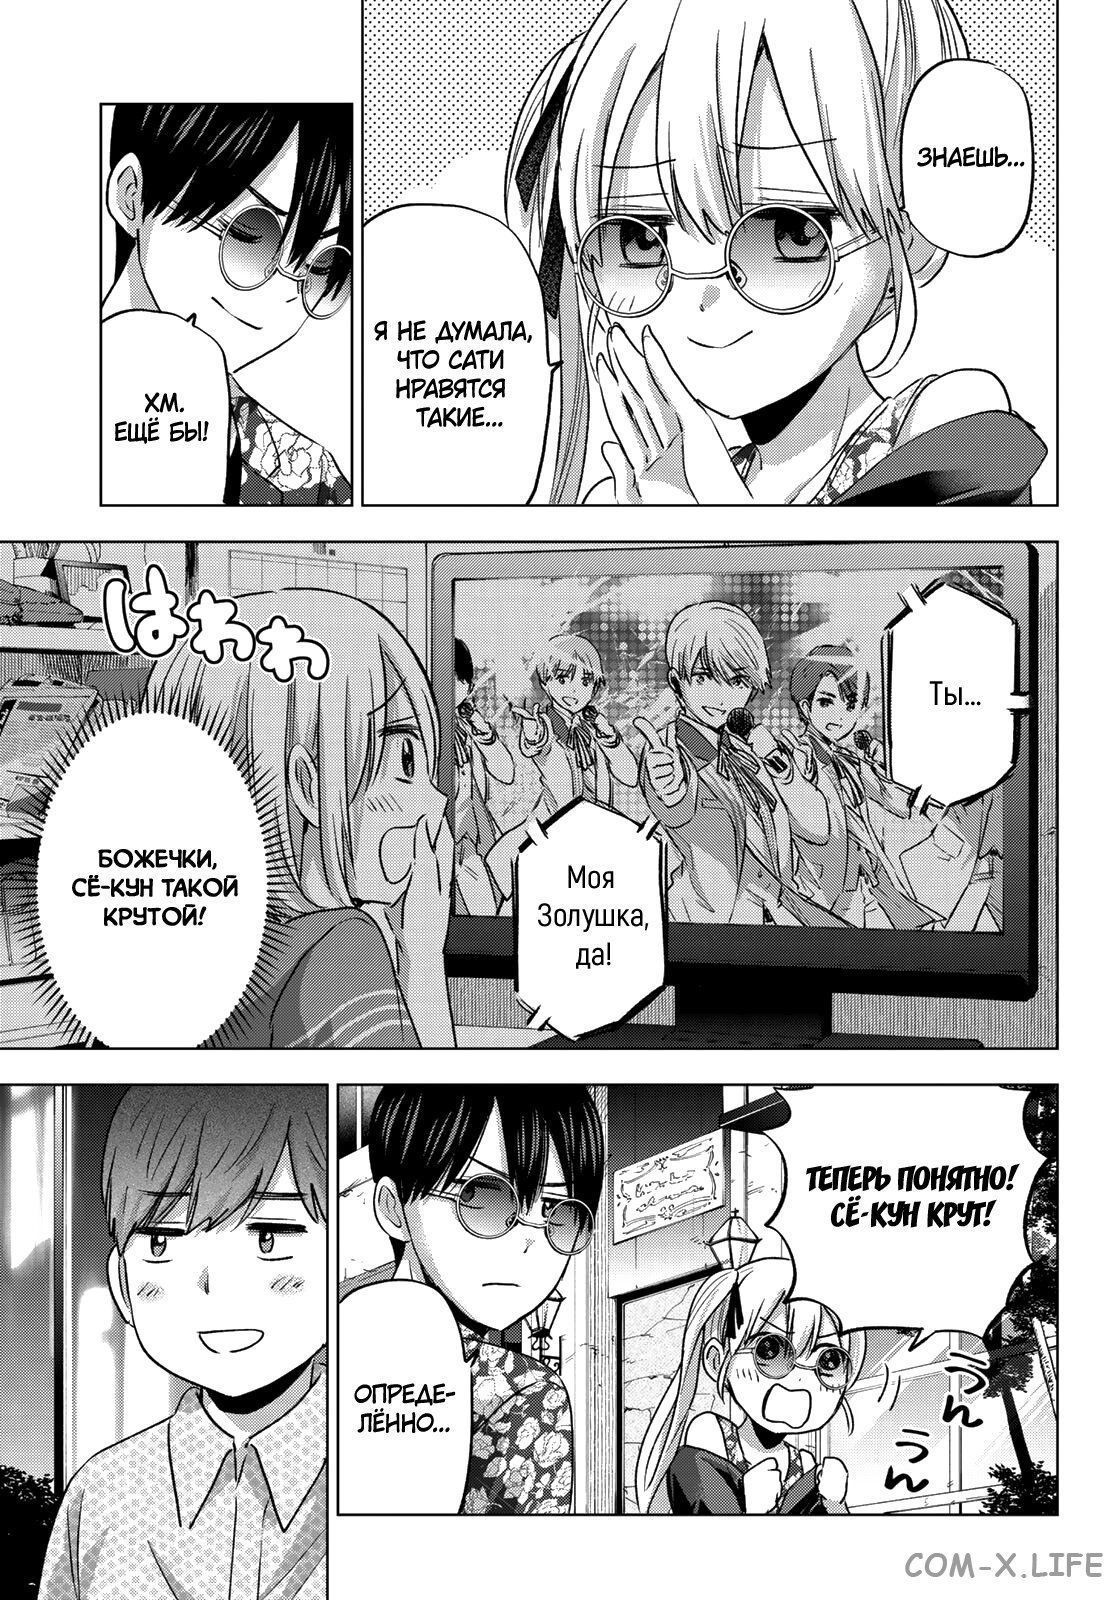 ЗНАЕШЬ...
Я НЕ ДУМАЛА,
ЧТО САТИ
НРАВЯТСЯ
ТАКИЕ...
ХМ.
ЕЩЁ БЫ!
Ты...
Моя
Золушка,
да!
はわわ
БОЖЕЧКИ,
СЁ-КУН ТАКОЙ
КРУТОЙ!
ТЕПЕРЬ ПОНЯТНО!
СЁ-КУН КРУТ!
うん
うん
ОПРЕДЕ-
ЛЁННО...
COM-X.LIFE